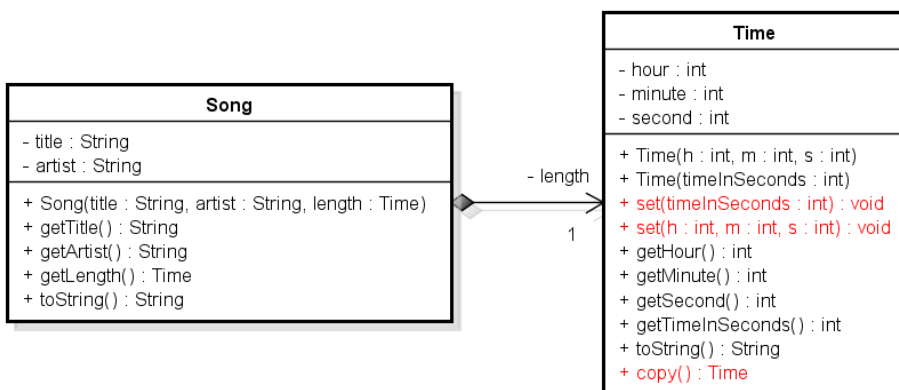 Song
- title : String
- artist : String
+ Song(title : String, artist : String, length : Time)
+ getTitle() : String
+ getArtist() : String
+ getLength() : Time
+ toString() : String
- length
1
Time
- hour : int
- minute : int
- second : int
+ Time(h : int, m : int, s : int)
+ Time(timeInSeconds : int)
+ set(timeInSeconds : int) : void
+ set(h : int, m : int, s : int) : void
+ getHour() : int
+ getMinute() : int
+ getSecond() : int
+ getTimeInSeconds() : int
+ toString() : String
+ copy() : Time